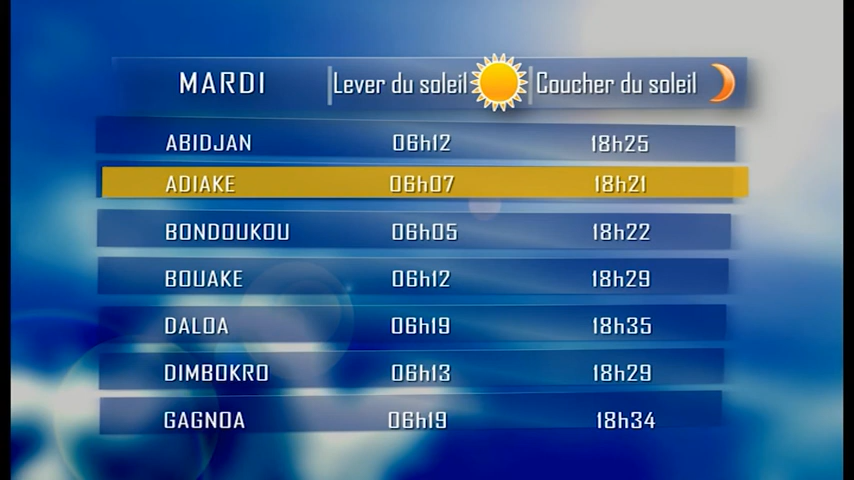 MARDI Lever du soleil Coucher du soleil
ABIDJAN 06h12 18h25
ADIAKE 06h07 18h21
BONDOUKOU 06h05 18h22
BOUAKE 06h12 18h29
DALOA 06h19 18h35
DIMBOKRO 06h13 18h29
GAGNOA 06h19 18h34